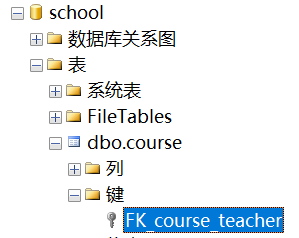 school
数据库关系图
表
系统表
FileTables
dbo.course
列
键
FK_course_teacher